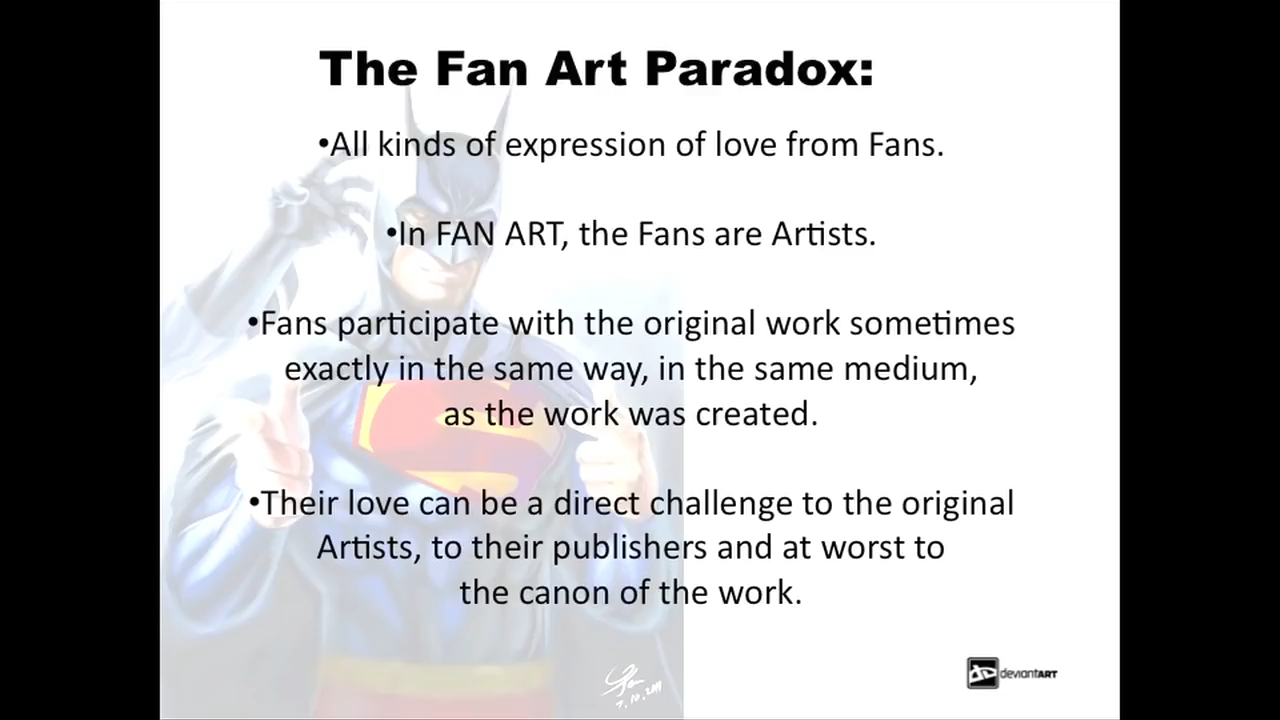 The Fan Art Paradox:
•All kinds of expression of love from Fans.
•In FAN ART, the Fans are Artists.
•Fans participate with the original work sometimes
exactly in the same way, in the same medium,
as the work was created.
•Their love can be a direct challenge to the original
Artists, to their publishers and at worst to
the canon of the work.
deviantART